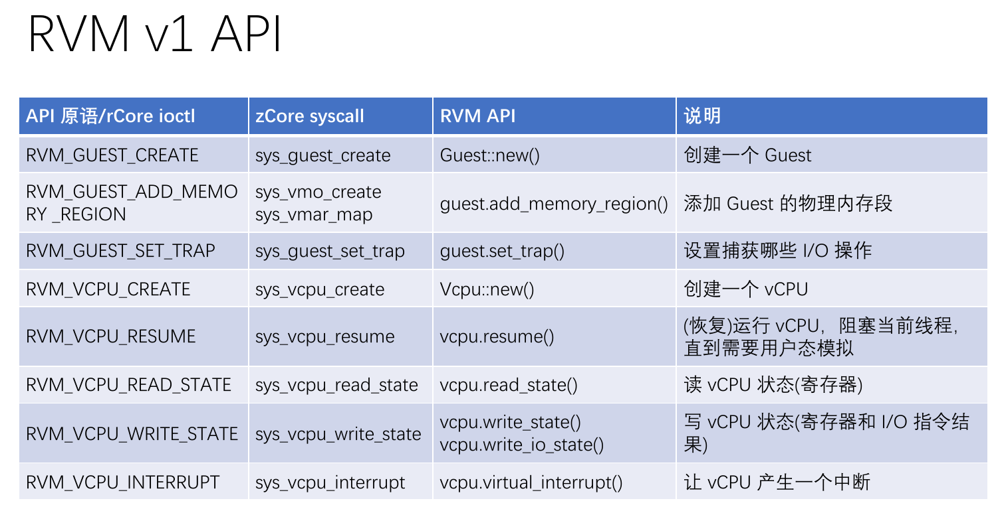 RVM v1 API
API 原语/rCore ioctl
zCore syscall
RVM API
说明
RVM_GUEST_CREATE
sys_guest_create
Guest::new()
创建一个 Guest
RVM_GUEST_ADD_MEMO
RY _REGION
sys_vmo_create
sys_vmar_map
guest.add_memory_region()
添加 Guest 的物理内存段
RVM_GUEST_SET_TRAP
sys_guest_set_trap
guest.set_trap()
设置捕获哪些 I/O 操作
RVM_VCPU_CREATE
sys_vcpu_create
Vcpu::new()
创建一个 vCPU
RVM_VCPU_RESUME
sys_vcpu_resume
vcpu.resume()
(恢复)运行 vCPU，阻塞当前线程，
直到需要用户态模拟
RVM_VCPU_READ_STATE
sys_vcpu_read_state
vcpu.read_state()
读 vCPU 状态(寄存器)
RVM_VCPU_WRITE_STATE
sys_vcpu_write_state
vcpu.write_state()
vcpu.write_io_state()
写 vCPU 状态(寄存器和 I/O 指令结
果)
RVM_VCPU_INTERRUPT
sys_vcpu_interrupt
vcpu.virtual_interrupt()
让 vCPU 产生一个中断